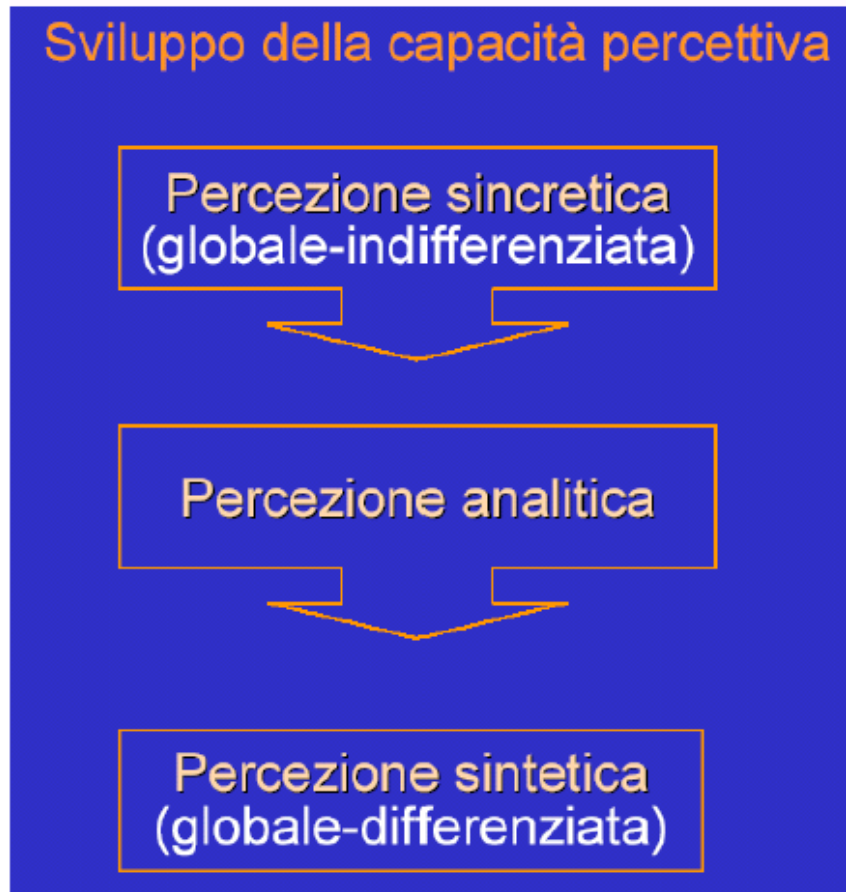 Sviluppo della capacità percettiva
Percezione sincretica
(globale-indifferenziata)
Percezione analitica
Percezione sintetica
(globale-differenziata)